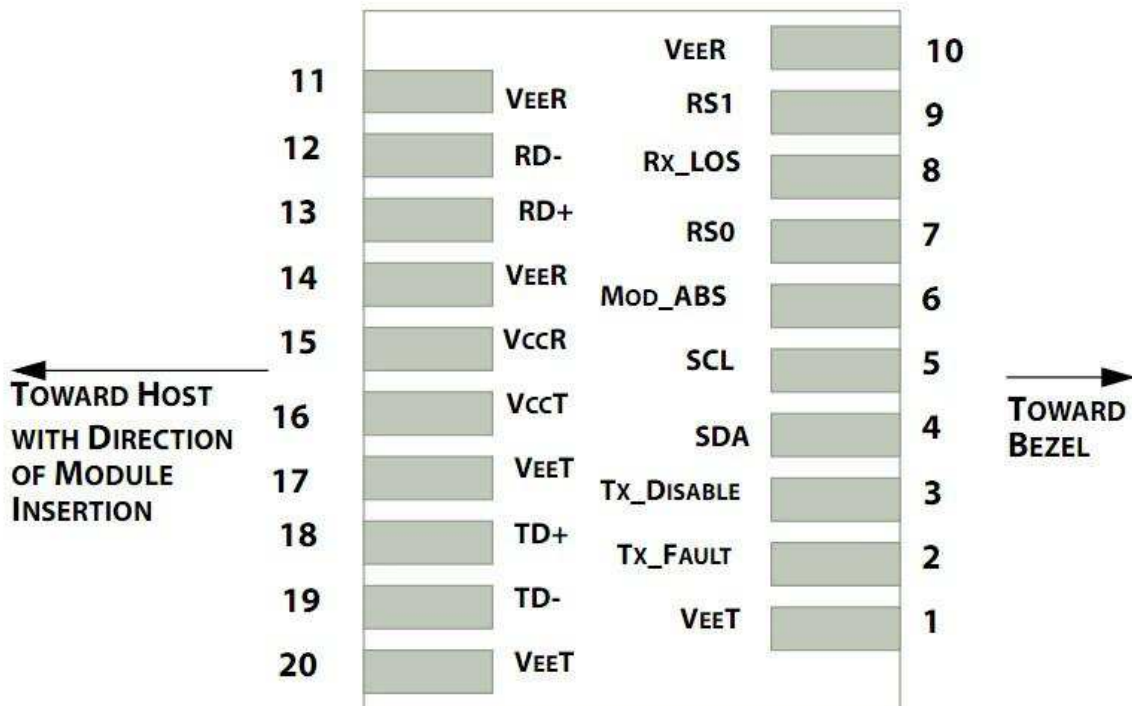 VEER 10
11 VEER
RS1 9
12 RD-
RX_LOS 8
13 RD+
RS0 7
14 VEER
MOD_ABS 6
15 VCCR
SCL 5
16 VCCT
SDA 4
17 VEET
TX_DISABLE 3
18 TD+
TX_FAULT 2
19 TD-
VEET 1
20 VEET
TOWARD HOST
WITH DIRECTION
OF MODULE
INSERTION
TOWARD
BEZEL